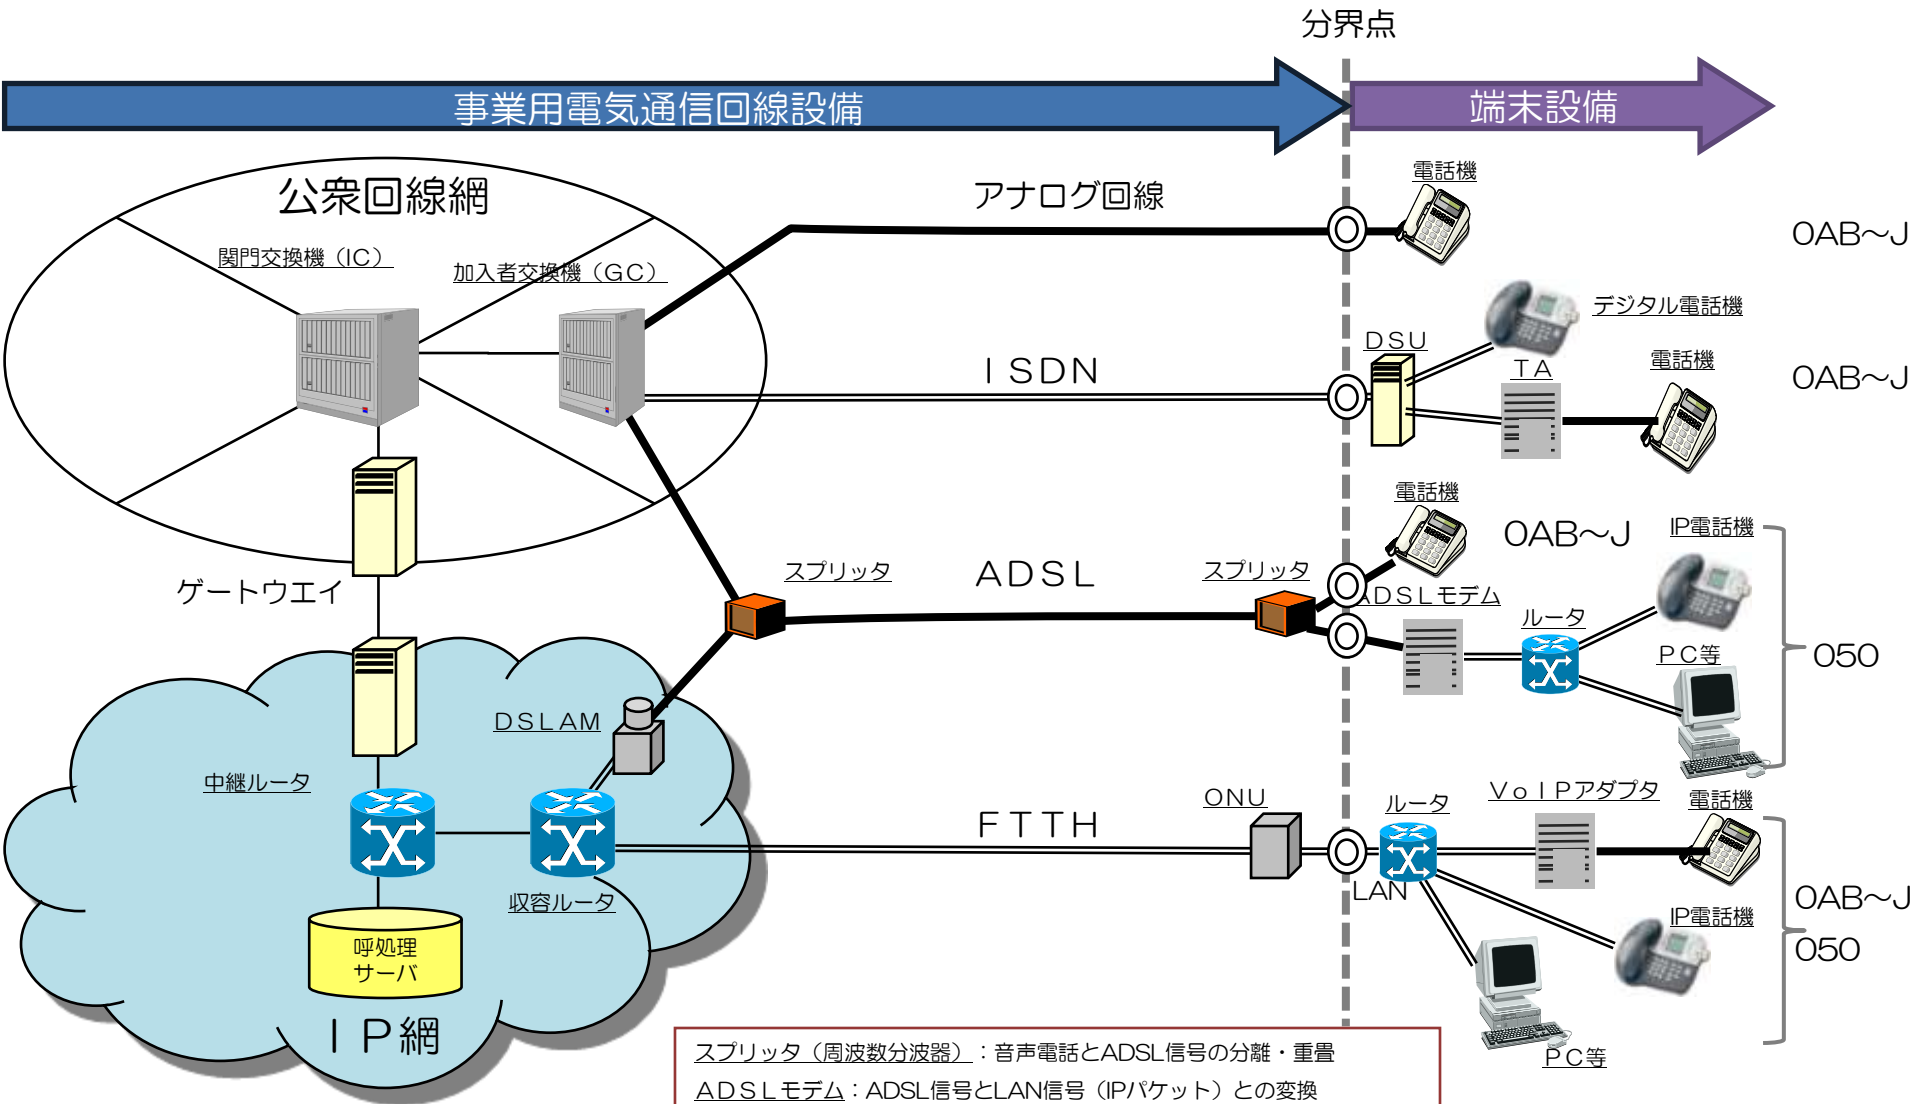 分界点
事業用電気通信回線設備
端末設備
公衆回線網
アナログ回線
電話機
0AB～J
関門交換機（IC）
加入者交換機（GC）
デジタル電話機
DSU
TA
電話機
ＩＳＤＮ
0AB～J
電話機
0AB～J
IP電話機
ゲートウエイ
スプリッタ
ＡＤＳＬ
スプリッタ
ＡＤＳＬモデム
ルータ
ＰＣ等
050
ＤＳＬＡＭ
中継ルータ
ONU
ルータ
ＶｏＩＰアダプタ
電話機
ＦＴＴＨ
LAN
収容ルータ
0AB～J
IP電話機
050
呼処理
サーバ
ＩＰ網
ＰＣ等
スプリッタ（周波数分波器）：音声電話とADSL信号の分離・重畳
ＡＤＳＬモデム：ADSL信号とLAN信号（IPパケット）との変換